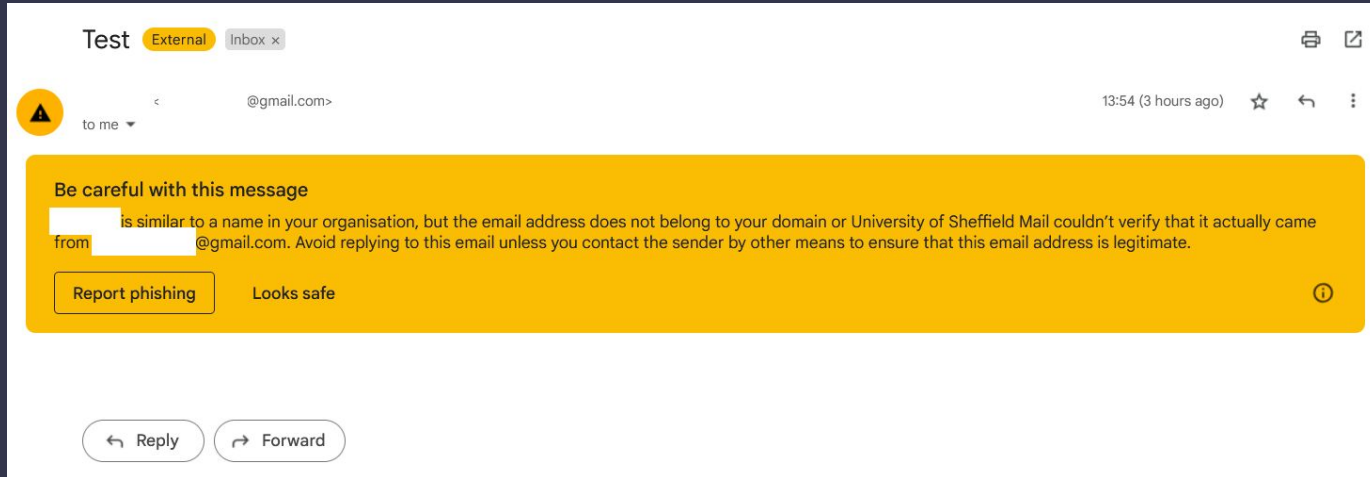 Test External Inbox ×
< @gmail.com> 13:54 (3 hours ago)
to me
Be careful with this message
is similar to a name in your organisation, but the email address does not belong to your domain or University of Sheffield Mail couldn't verify that it actually came
from @gmail.com. Avoid replying to this email unless you contact the sender by other means to ensure that this email address is legitimate.
Report phishing Looks safe
Reply Forward